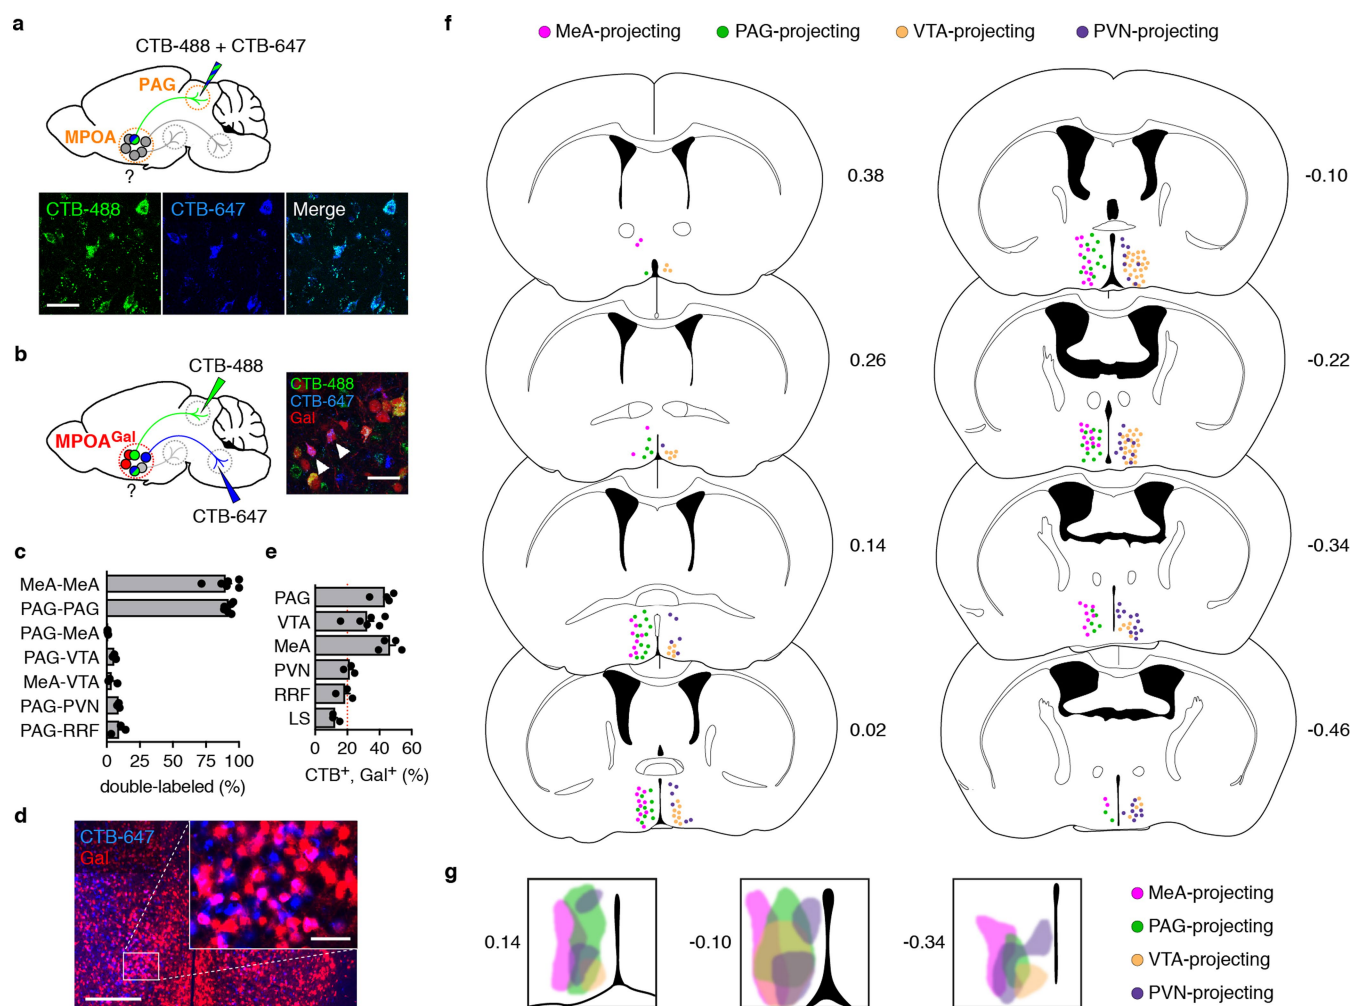 a
CTB-488 + CTB-647
PAG
MPOA
?
CTB-488
CTB-647
Merge
b
CTB-488
MPOA^Gal
?
CTB-647
CTB-488
CTB-647
Gal
c
MeA-MeA
PAG-PAG
PAG-MeA
PAG-VTA
MeA-VTA
PAG-PVN
PAG-RRF
0 25 50 75 100
double-labeled (%)
e
PAG
VTA
MeA
PVN
RRF
LS
0 20 40 60
CTB⁺, Gal⁺ (%)
d
CTB-647
Gal
f
MeA-projecting
PAG-projecting
VTA-projecting
PVN-projecting
0.38
0.26
0.14
0.02
-0.10
-0.22
-0.34
-0.46
g
0.14
-0.10
-0.34
MeA-projecting
PAG-projecting
VTA-projecting
PVN-projecting